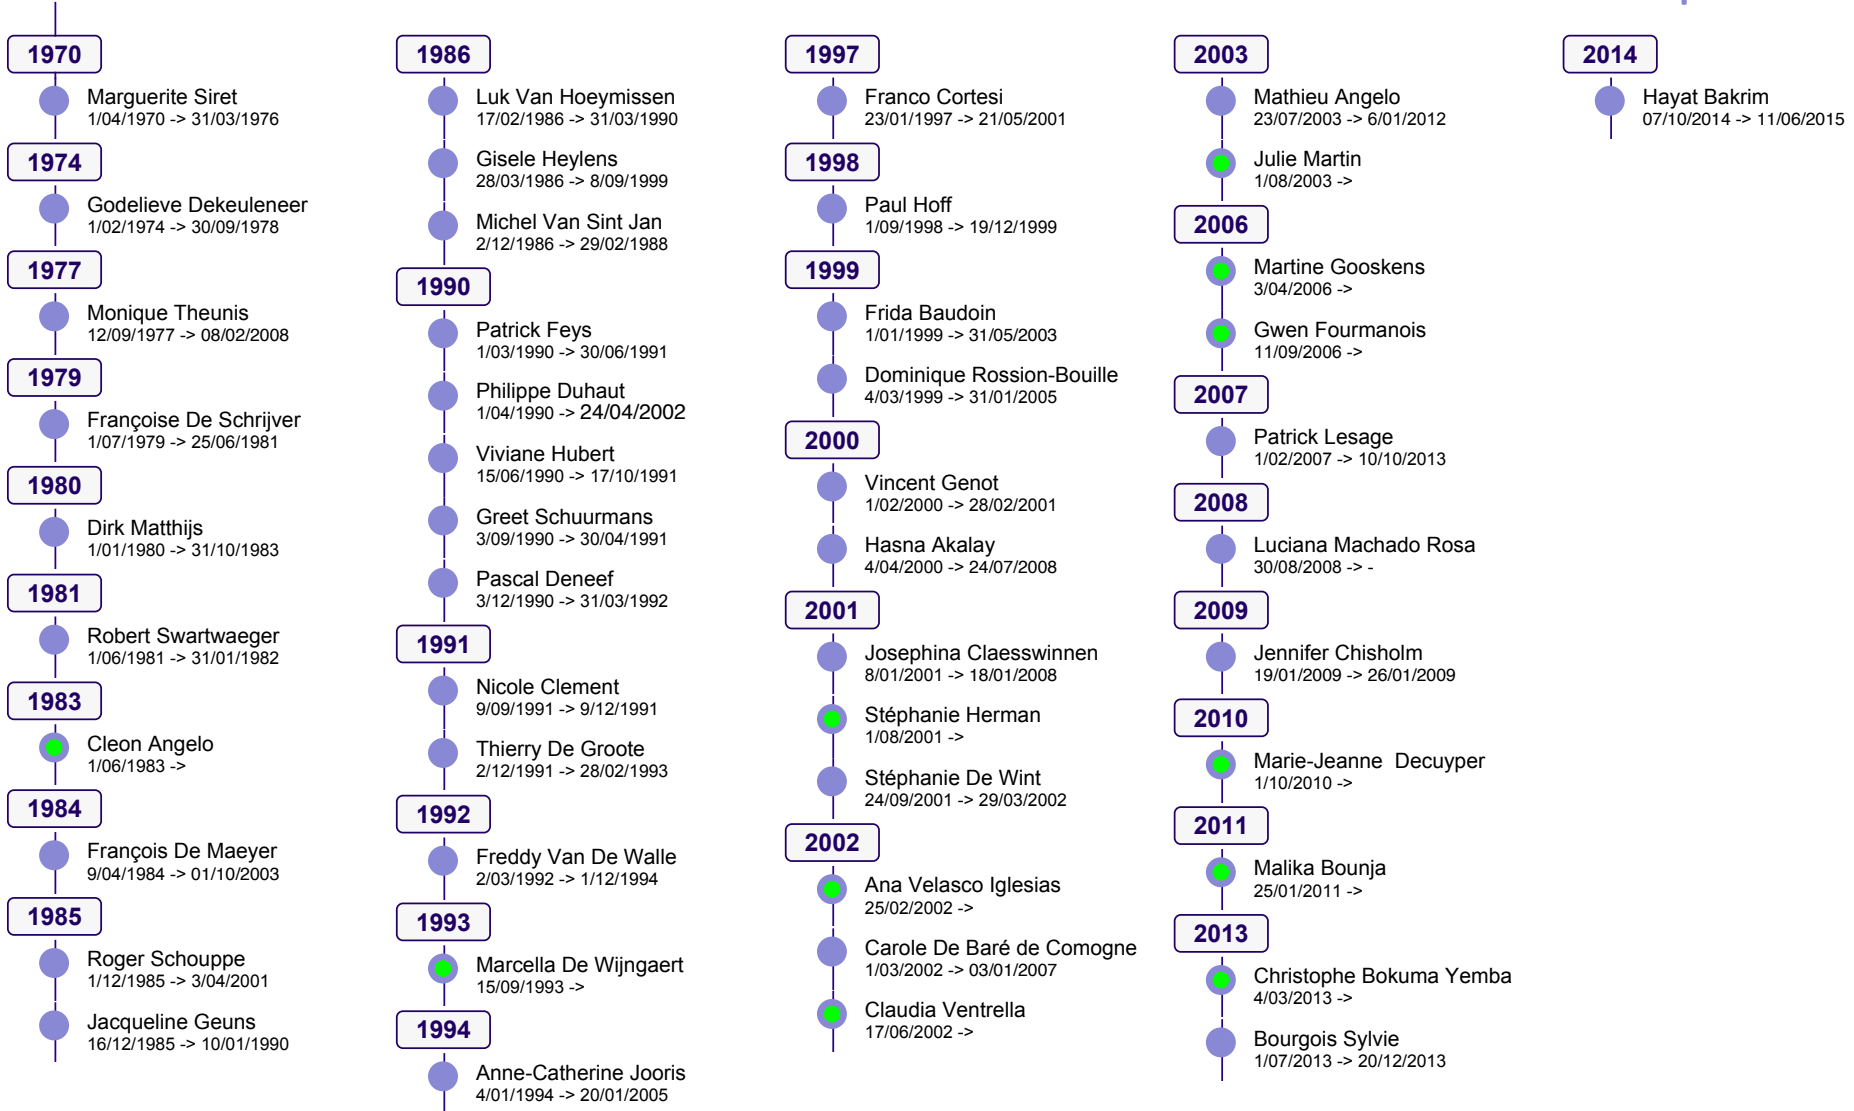 1970
Marguerite Siret
1/04/1970 -> 31/03/1976
1974
Godelieve Dekeuleneer
1/02/1974 -> 30/09/1978
1977
Monique Theunis
12/09/1977 -> 08/02/2008
1979
Françoise De Schrijver
1/07/1979 -> 25/06/1981
1980
Dirk Matthijs
1/01/1980 -> 31/10/1983
1981
Robert Swartwaeger
1/06/1981 -> 31/01/1982
1983
Cleon Angelo
1/06/1983 ->
1984
François De Maeyer
9/04/1984 -> 01/10/2003
1985
Roger Schouppe
1/12/1985 -> 3/04/2001
Jacqueline Geuns
16/12/1985 -> 10/01/1990
1986
Luk Van Hoeymissen
17/02/1986 -> 31/03/1990
Gisele Heylens
28/03/1986 -> 8/09/1999
Michel Van Sint Jan
2/12/1986 -> 29/02/1988
1990
Patrick Feys
1/03/1990 -> 30/06/1991
Philippe Duhaut
1/04/1990 -> 24/04/2002
Viviane Hubert
15/06/1990 -> 17/10/1991
Greet Schuurmans
3/09/1990 -> 30/04/1991
Pascal Deneef
3/12/1990 -> 31/03/1992
1991
Nicole Clement
9/09/1991 -> 9/12/1991
Thierry De Groote
2/12/1991 -> 28/02/1993
1992
Freddy Van De Walle
2/03/1992 -> 1/12/1994
1993
Marcella De Wijngaert
15/09/1993 ->
1994
Anne-Catherine Jooris
4/01/1994 -> 20/01/2005
1997
Franco Cortesi
23/01/1997 -> 21/05/2001
1998
Paul Hoff
1/09/1998 -> 19/12/1999
1999
Frida Baudoin
1/01/1999 -> 31/05/2003
Dominique Rossion-Bouille
4/03/1999 -> 31/01/2005
2000
Vincent Genot
1/02/2000 -> 28/02/2001
Hasna Akalay
4/04/2000 -> 24/07/2008
2001
Josephina Claesswinnen
8/01/2001 -> 18/01/2008
Stéphanie Herman
1/08/2001 ->
Stéphanie De Wint
24/09/2001 -> 29/03/2002
2002
Ana Velasco Iglesias
25/02/2002 ->
Carole De Baré de Comogne
1/03/2002 -> 03/01/2007
Claudia Ventrella
17/06/2002 ->
2003
Mathieu Angelo
23/07/2003 -> 6/01/2012
Julie Martin
1/08/2003 ->
2006
Martine Gooskens
3/04/2006 ->
Gwen Fourmanois
11/09/2006 ->
2007
Patrick Lesage
1/02/2007 -> 10/10/2013
2008
Luciana Machado Rosa
30/08/2008 -> -
2009
Jennifer Chisholm
19/01/2009 -> 26/01/2009
2010
Marie-Jeanne  Decuyper
1/10/2010 ->
2011
Malika Bounja
25/01/2011 ->
2013
Christophe Bokuma Yemba
4/03/2013 ->
Bourgois Sylvie
1/07/2013 -> 20/12/2013
2014
Hayat Bakrim
07/10/2014 -> 11/06/2015